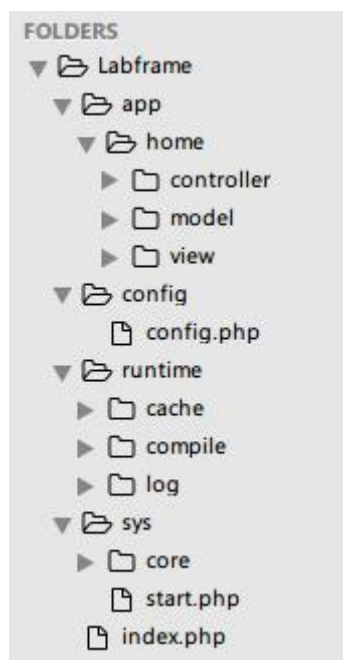 FOLDERS
Labframe
app
home
controller
model
view
config
config.php
runtime
cache
compile
log
sys
core
start.php
index.php